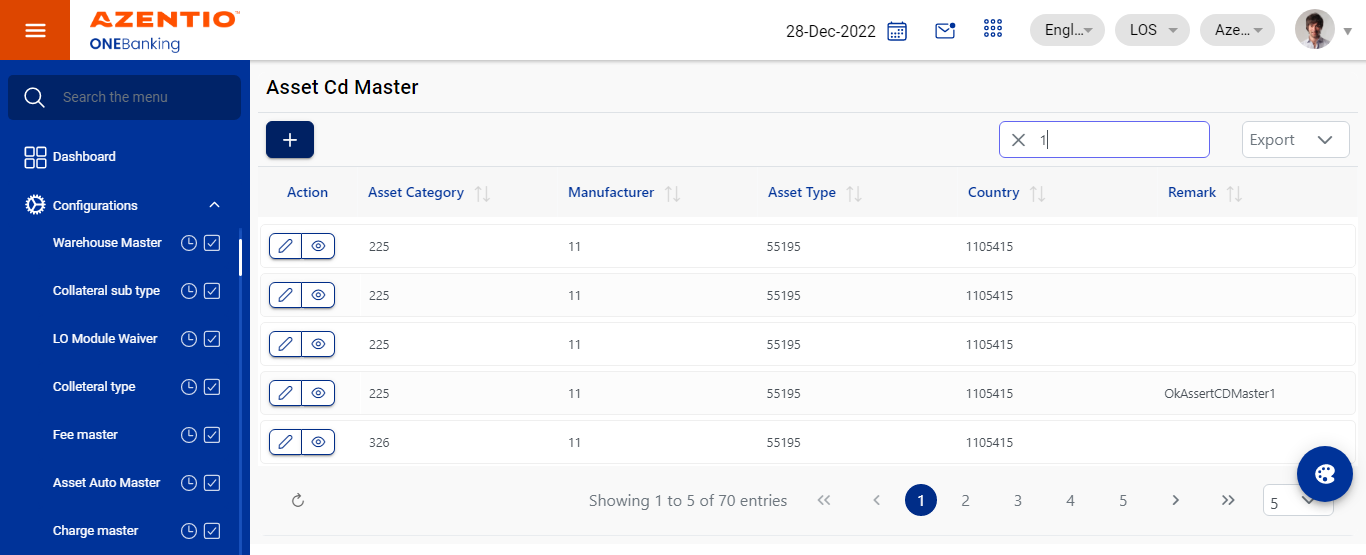 AZENTIO™
ONEBanking
28-Dec-2022
Engl...
LOS
Aze...
Search the menu
Dashboard
Configurations
Warehouse Master
Collateral sub type
LO Module Waiver
Colleteral type
Fee master
Asset Auto Master
Charge master
Asset Cd Master
+
1
Export
Action Asset Category Manufacturer Asset Type Country Remark
225 11 55195 1105415
225 11 55195 1105415
225 11 55195 1105415
225 11 55195 1105415 OkAssertCDMaster1
326 11 55195 1105415
Showing 1 to 5 of 70 entries « ‹ 1 2 3 4 5 › » 5